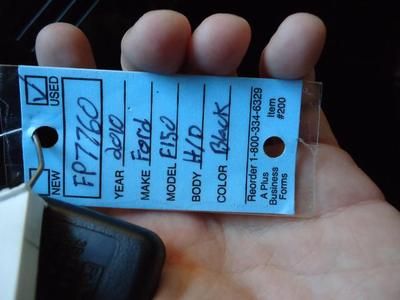 USED
NEW
FP7760
YEAR 2010
MAKE Ford
MODEL F150
BODY H/D
COLOR Black
Reorder 1-800-334-6329
A Plus
Business
Forms
Item
#200